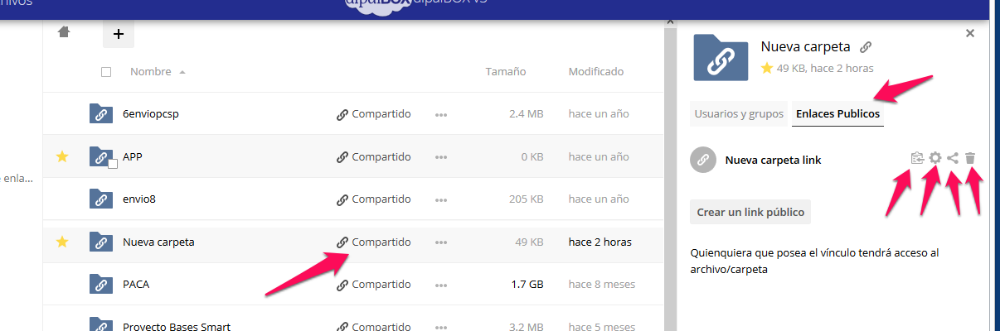 dipulBOX V5
Nombre
Tamaño
Modificado
6enviopcsp
Compartido
2.4 MB
hace un año
APP
Compartido
0 KB
hace un año
envio8
Compartido
205 KB
hace un año
Nueva carpeta
Compartido
49 KB
hace 2 horas
PACA
Compartido
1.7 GB
hace 8 meses
Proyecto Bases Smart
Compartido
3.2 MB
hace 5 meses
e enla...
Nueva carpeta
49 KB, hace 2 horas
Usuarios y grupos
Enlaces Publicos
Nueva carpeta link
Crear un link público
Quienquiera que posea el vínculo tendrá acceso al
archivo/carpeta